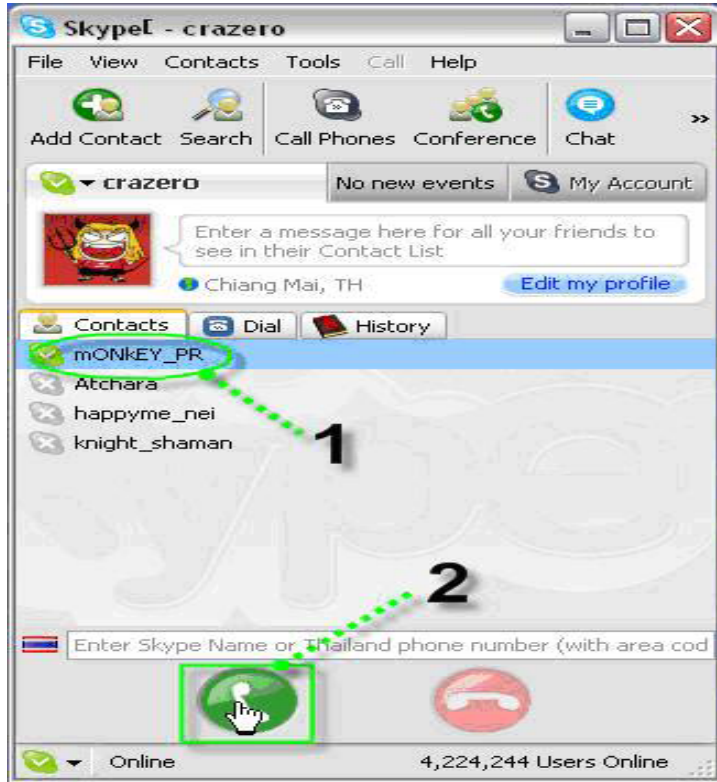 Skype[ - crazero
File View Contacts Tools Call Help
Add Contact Search Call Phones Conference Chat »
crazero No new events My Account
Enter a message here for all your friends to
see in their Contact List
Chiang Mai, TH Edit my profile
Contacts Dial History
mONkEY_PR
Atchara
happyme_nei
knight_shaman
1
2
Enter Skype Name or Thailand phone number (with area cod
Online 4,224,244 Users Online